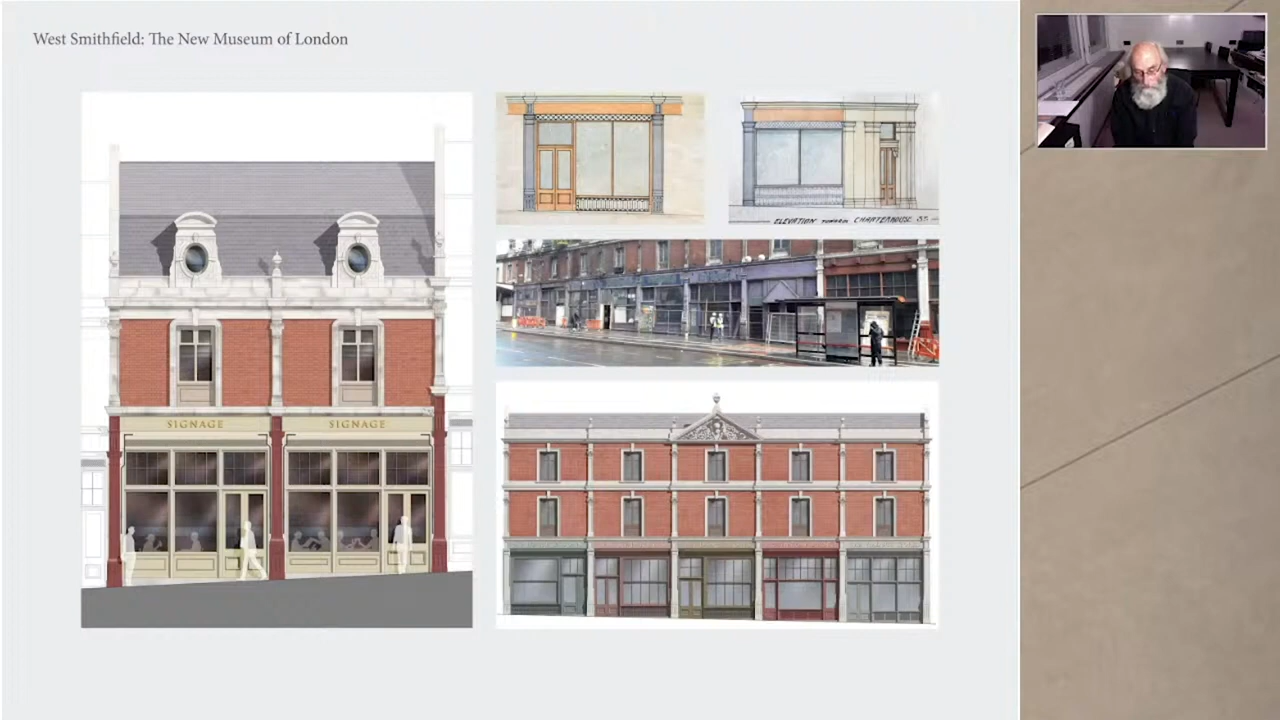 West Smithfield: The New Museum of London
SIGNAGE
SIGNAGE
ELEVATION TOWARDS CHARTERHOUSE ST.